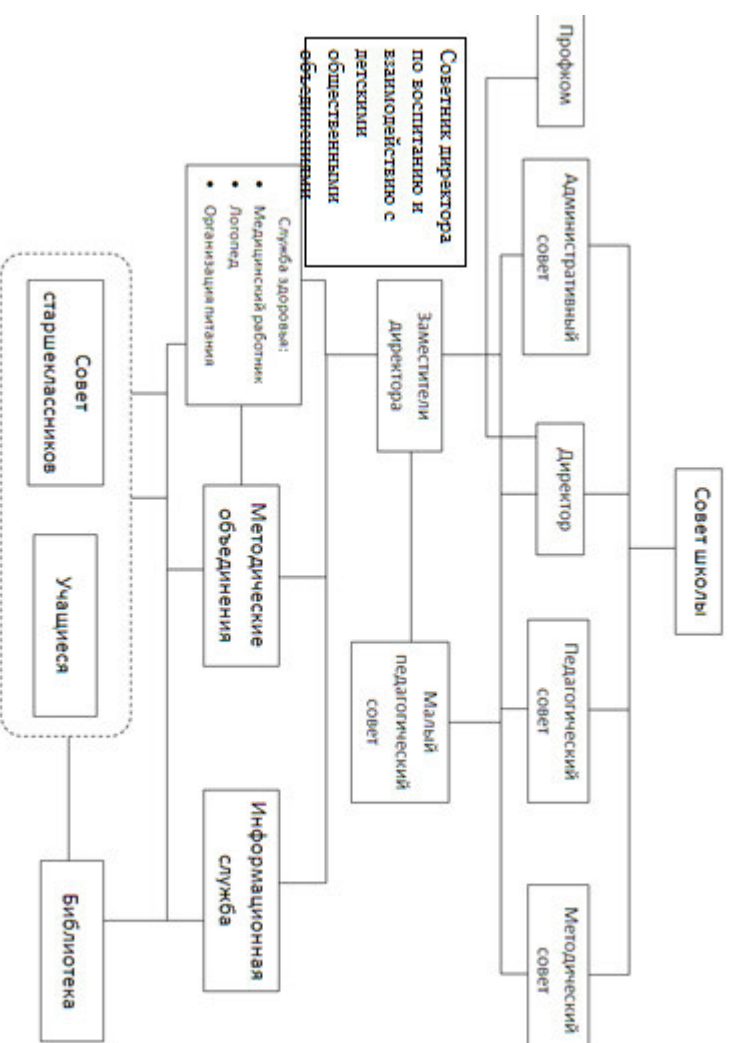 Совет школы
Профком
Административный
совет
Директор
Педагогический
совет
Методический
совет
Советник директора
по воспитанию и
взаимодействию с
детскими
общественными
объединениями
Заместители
директора
Малый
педагогический
совет
Служба здоровья:
• Медицинский работник
• Логопед
• Организация питания
Методические
объединения
Информационная
служба
Совет
старшеклассников
Учащиеся
Библиотека